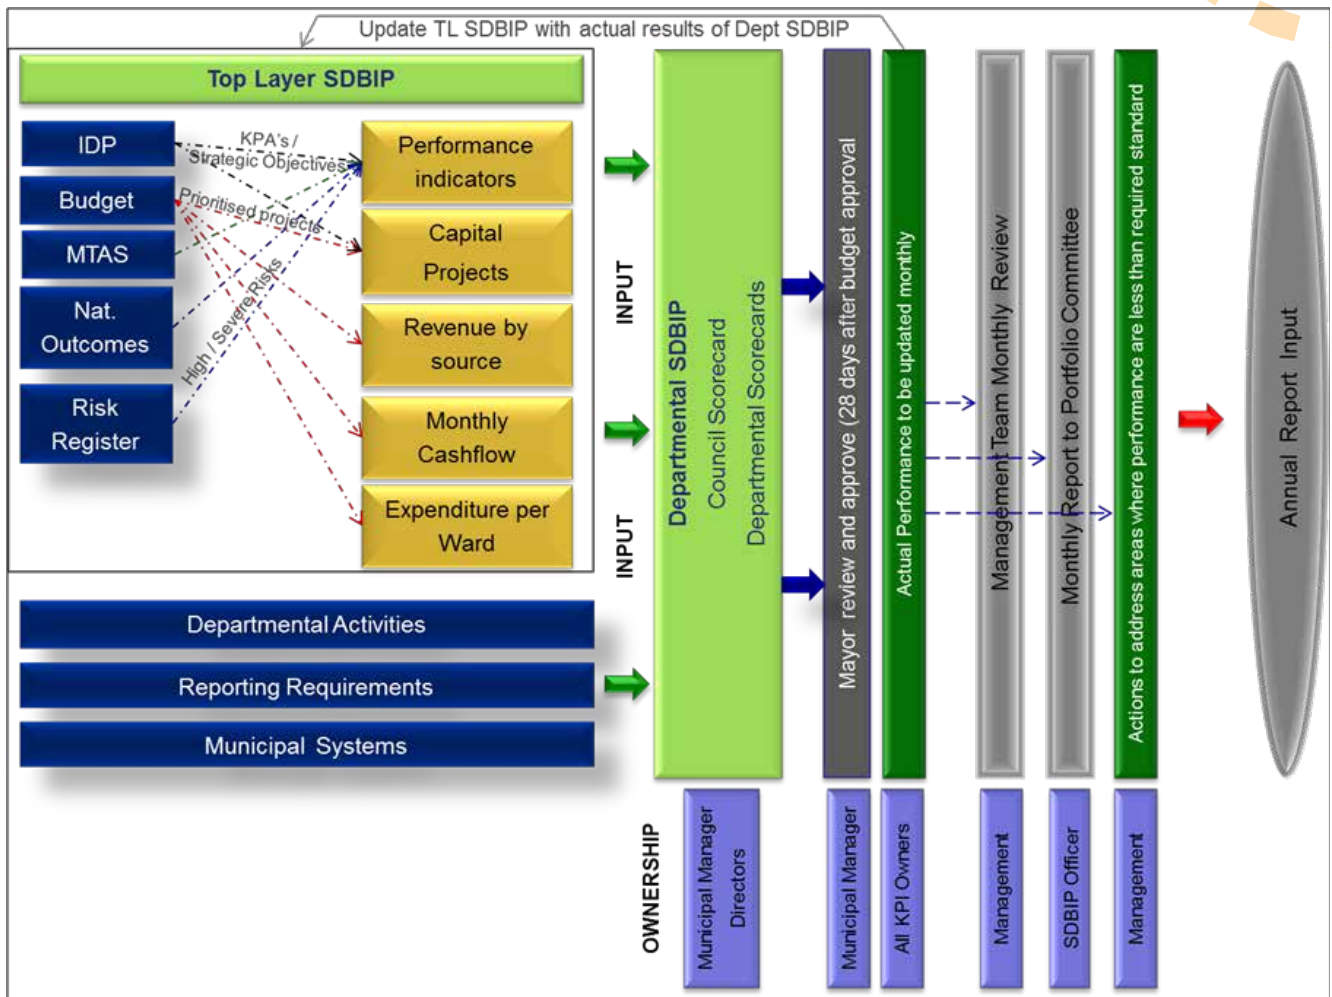 Update TL SDBIP with actual results of Dept SDBIP
Top Layer SDBIP
IDP
Budget
MTAS
Nat.
Outcomes
Risk
Register
KPA's /
Strategic Objectives
Prioritised projects
High / Severe Risks
Performance
indicators
Capital
Projects
Revenue by
source
Monthly
Cashflow
Expenditure per
Ward
Departmental Activities
Reporting Requirements
Municipal Systems
INPUT
INPUT
Departmental SDBIP
Council Scorecard
Departmental Scorecards
Mayor review and approve (28 days after budget approval
Actual Performance to be updated monthly
Management Team Monthly Review
Monthly Report to Portfolio Committee
Actions to address areas where performance are less than required standard
Annual Report Input
OWNERSHIP
Municipal Manager
Directors
Municipal Manager
All KPI Owners
Management
SDBIP Officer
Management